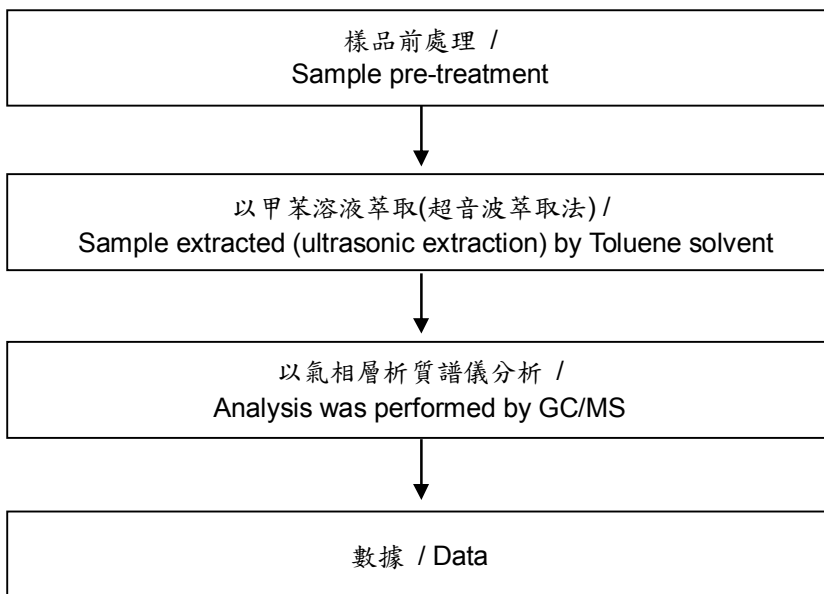 樣品前處理 /
Sample pre-treatment
以甲苯溶液萃取(超音波萃取法) /
Sample extracted (ultrasonic extraction) by Toluene solvent
以氣相層析質譜儀分析 /
Analysis was performed by GC/MS
數據 / Data